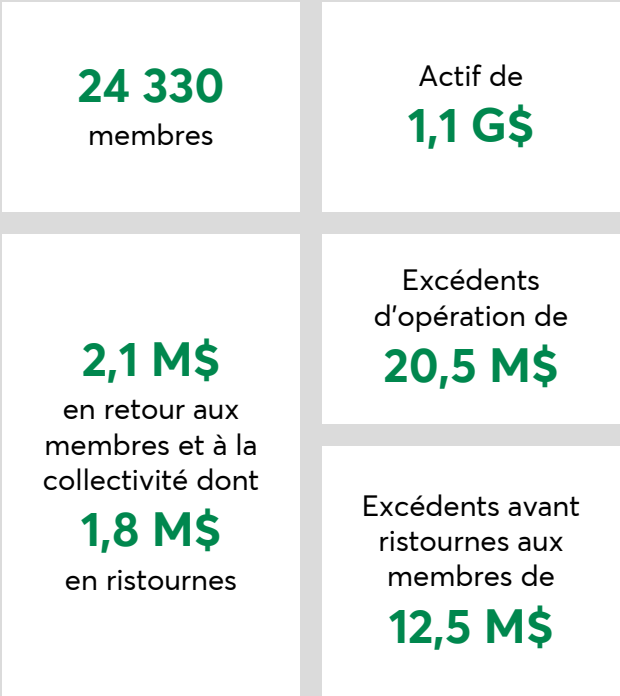 24 330
membres
Actif de
1,1 G$
2,1 M$
en retour aux
membres et à la
collectivité dont
1,8 M$
en ristournes
Excédents
d'opération de
20,5 M$
Excédents avant
ristournes aux
membres de
12,5 M$